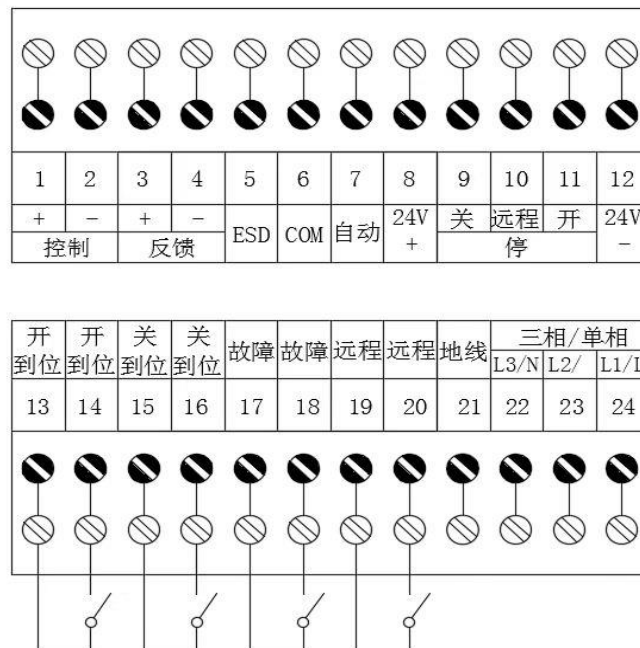 1 2 3 4 5 6 7 8 9 10 11 12
+ − + − ESD COM 自动 24V + 关 远程 开 24V −
控制 反馈 停
开到位 开到位 关到位 关到位 故障 故障 远程 远程 地线 三相/单相
L3/N L2/ L1/L
13 14 15 16 17 18 19 20 21 22 23 24